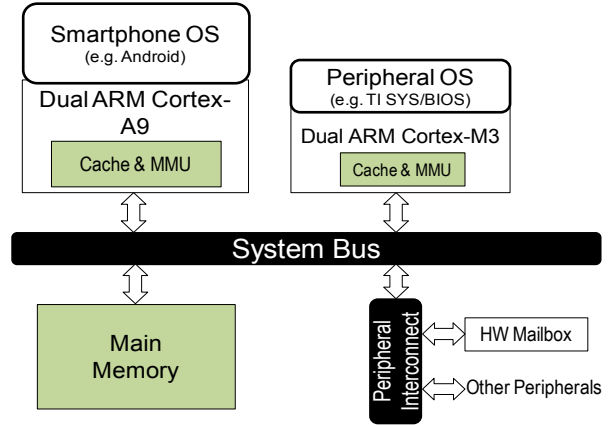 Smartphone OS
(e.g. Android)
Dual ARM Cortex-
A9
Cache & MMU
Peripheral OS
(e.g. TI SYS/BIOS)
Dual ARM Cortex-M3
Cache & MMU
System Bus
Main
Memory
Peripheral
Interconnect
HW Mailbox
Other Peripherals